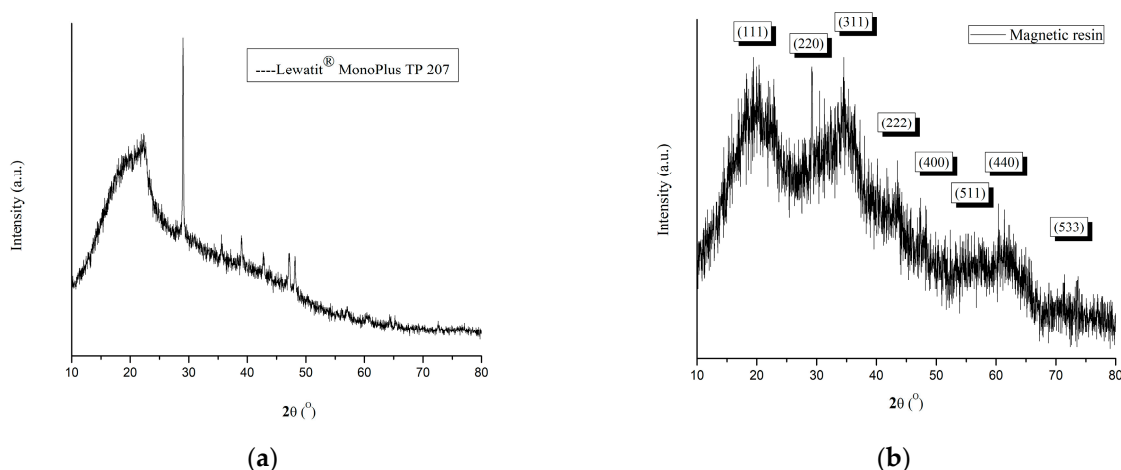 ----Lewatit® MonoPlus TP 207
Intensity (a.u.)
10 20 30 40 50 60 70 80
2θ (°)
(a)
(111)
(220)
(311)
(222)
(400)
(511)
(440)
(533)
Magnetic resin
Intensity (a.u.)
10 20 30 40 50 60 70 80
2θ (°)
(b)